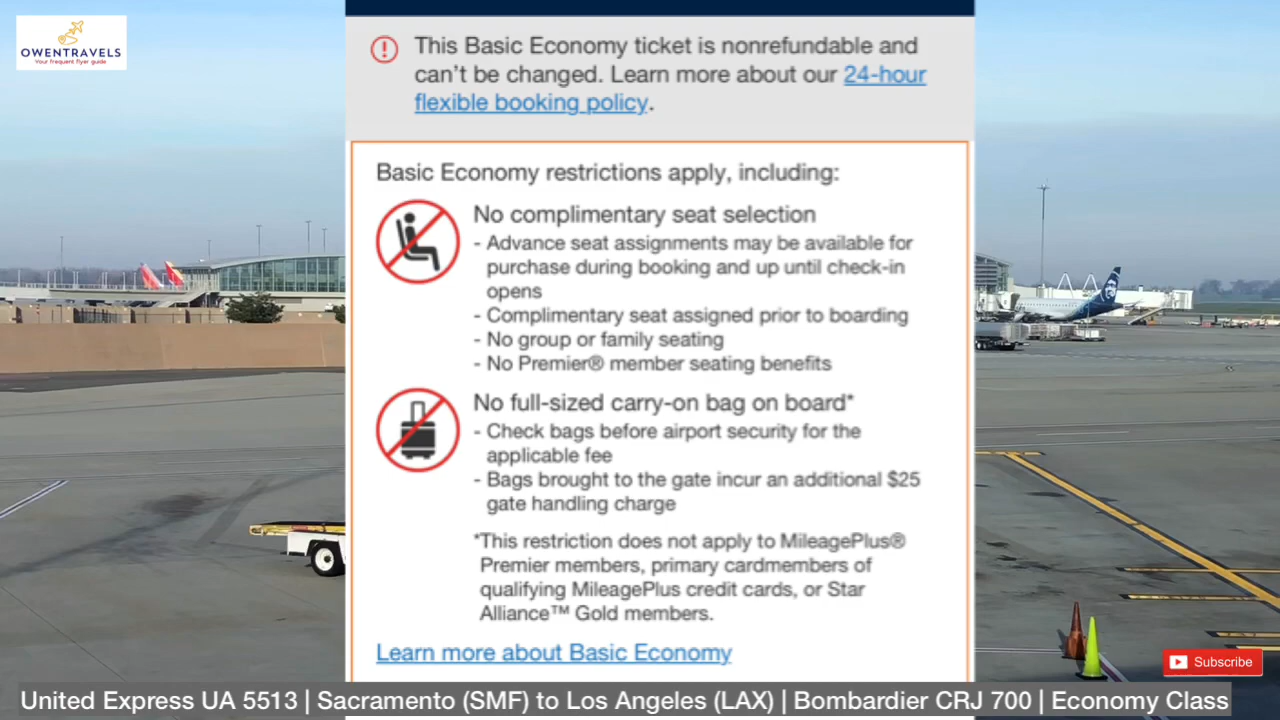 OWENTRAVELS
Your frequent flyer guide
This Basic Economy ticket is nonrefundable and
can't be changed. Learn more about our 24-hour
flexible booking policy.
Basic Economy restrictions apply, including:
No complimentary seat selection
- Advance seat assignments may be available for
purchase during booking and up until check-in
opens
- Complimentary seat assigned prior to boarding
- No group or family seating
- No Premier® member seating benefits
No full-sized carry-on bag on board*
- Check bags before airport security for the
applicable fee
- Bags brought to the gate incur an additional $25
gate handling charge
*This restriction does not apply to MileagePlus®
Premier members, primary cardmembers of
qualifying MileagePlus credit cards, or Star
Alliance™ Gold members.
Learn more about Basic Economy
Subscribe
United Express UA 5513 | Sacramento (SMF) to Los Angeles (LAX) | Bombardier CRJ 700 | Economy Class